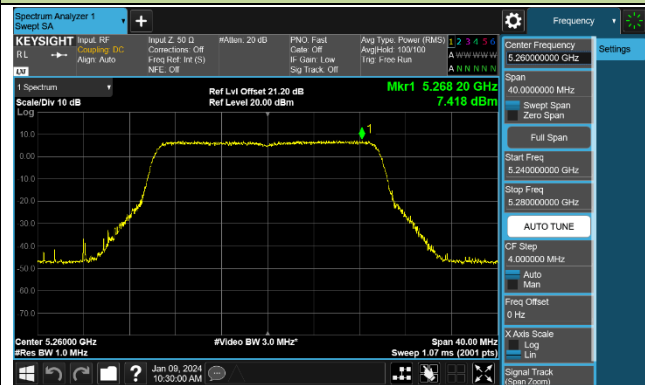 Spectrum Analyzer 1
Swept SA
+
Frequency
KEYSIGHT
RL
LXI
Input: RF
Coupling: DC
Align: Auto
Input Z: 50 Ω
Corrections: Off
Freq Ref: Int (S)
NFE: Off
#Atten: 20 dB
PNO: Fast
Gate: Off
IF Gain: Low
Sig Track: Off
Avg Type: Power (RMS)
Avg|Hold: 100/100
Trig: Free Run
1 2 3 4 5 6
A W W W W W
A N N N N N
1 Spectrum
Scale/Div 10 dB
Log
Ref Lvl Offset 21.20 dB
Ref Level 20.00 dBm
Mkr1 5.268 20 GHz
7.418 dBm
1
10.0
0.00
-10.0
-20.0
-30.0
-40.0
-50.0
-60.0
-70.0
Center 5.26000 GHz
#Res BW 1.0 MHz
#Video BW 3.0 MHz*
Span 40.00 MHz
Sweep 1.07 ms (2001 pts)
Jan 09, 2024
10:30:00 AM
?
Center Frequency
5.260000000 GHz
Settings
Span
40.0000000 MHz
Swept Span
Zero Span
Full Span
Start Freq
5.240000000 GHz
Stop Freq
5.280000000 GHz
AUTO TUNE
CF Step
4.000000 MHz
Auto
Man
Freq Offset
0 Hz
X Axis Scale
Log
Lin
Signal Track
(Span Zoom)